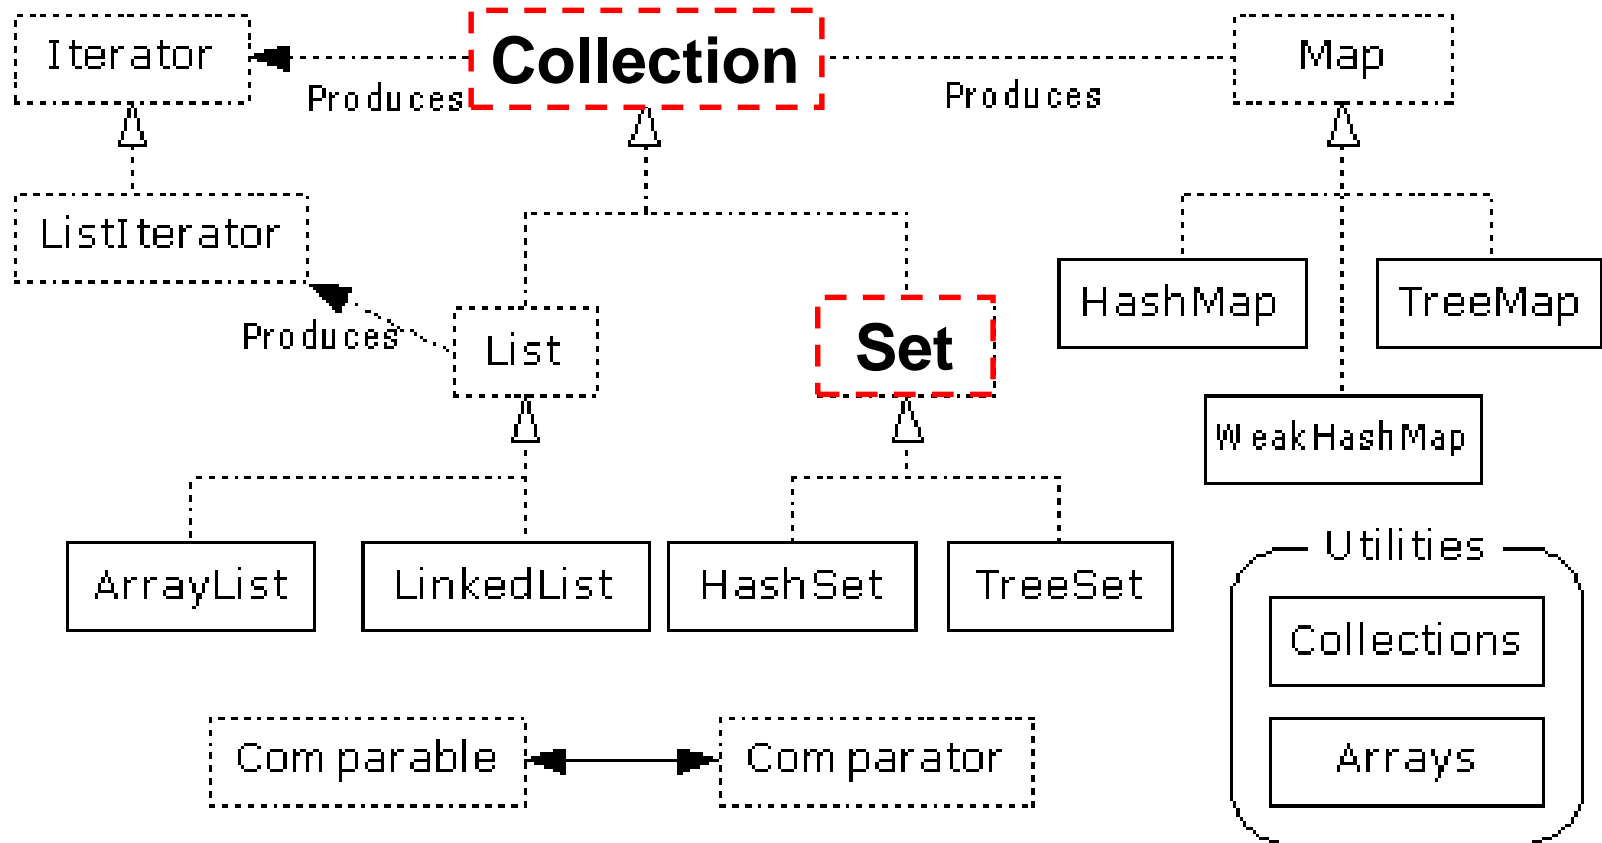 Iterator
Collection
Map
Produces
Produces
ListIterator
HashMap
TreeMap
Produces
List
Set
WeakHashMap
Utilities
ArrayList
LinkedList
HashSet
TreeSet
Collections
Comparable
Comparator
Arrays